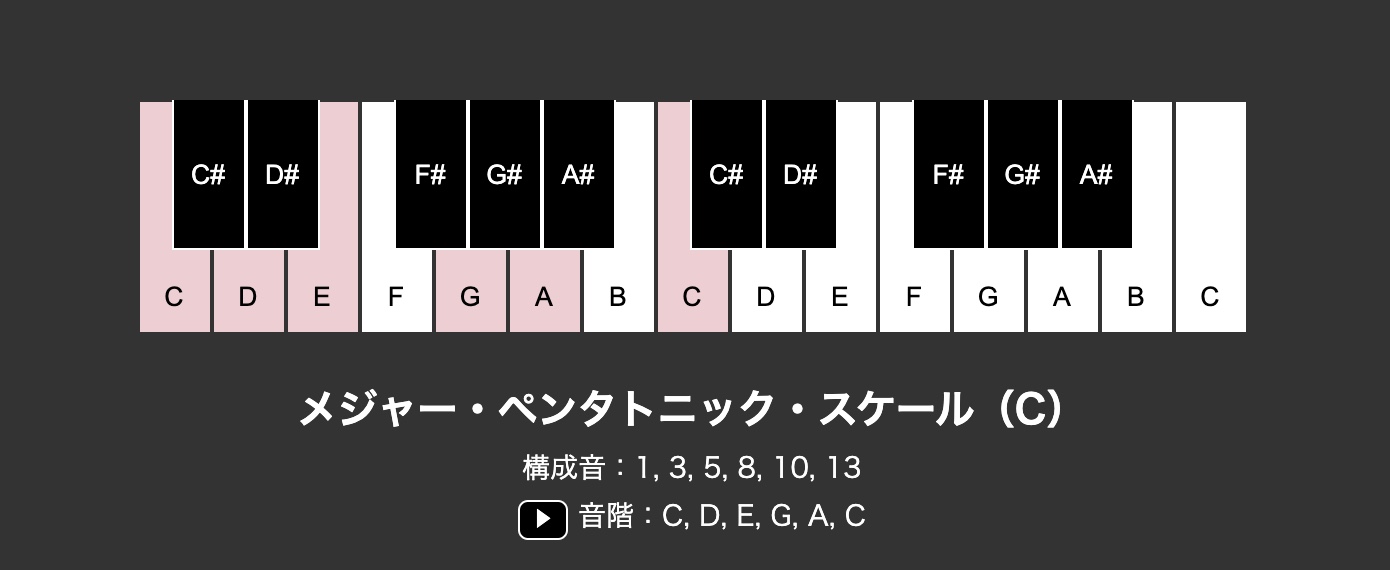 C# D# F# G# A# C# D# F# G# A#
C D E F G A B C D E F G A B C
メジャー・ペンタトニック・スケール（C）
構成音：1, 3, 5, 8, 10, 13
音階：C, D, E, G, A, C